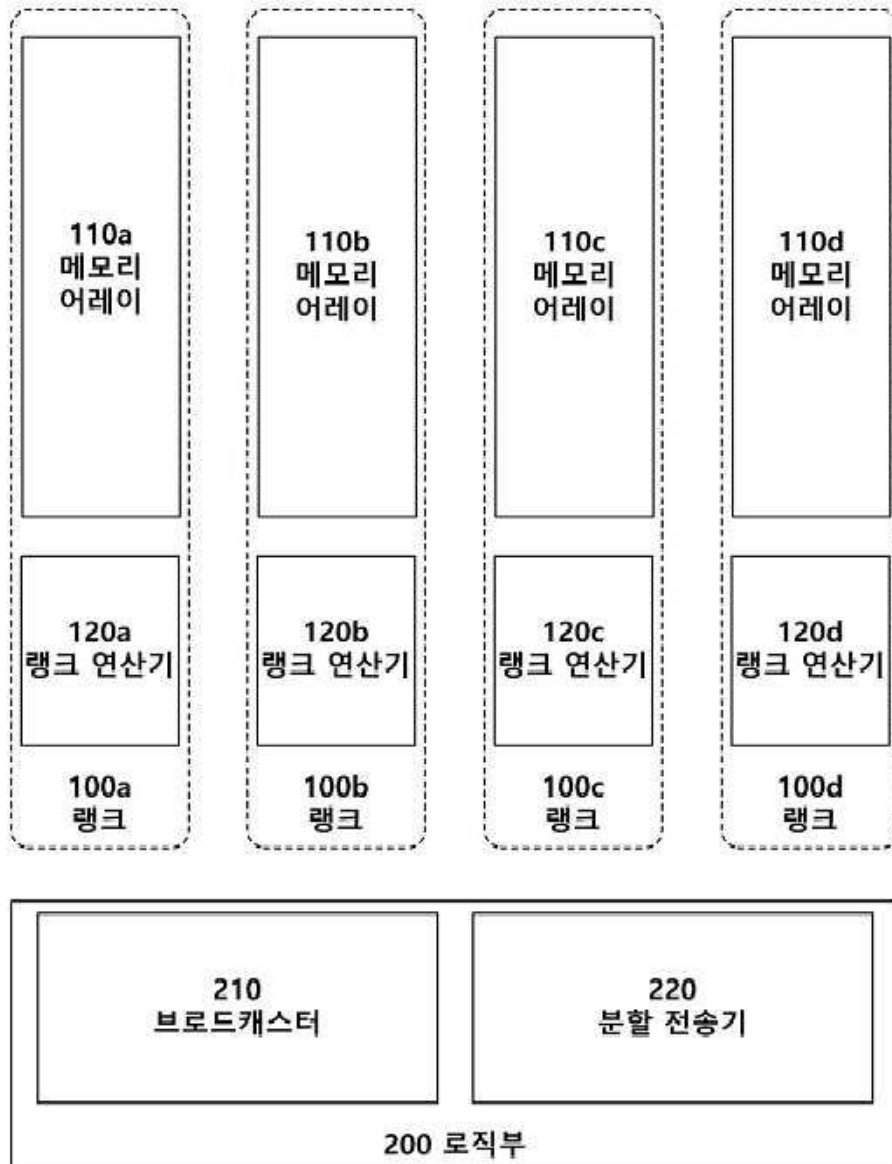 110a
메모리
어레이
110b
메모리
어레이
110c
메모리
어레이
110d
메모리
어레이
120a
랭크 연산기
120b
랭크 연산기
120c
랭크 연산기
120d
랭크 연산기
100a
랭크
100b
랭크
100c
랭크
100d
랭크
210
브로드캐스터
220
분할 전송기
200 로직부